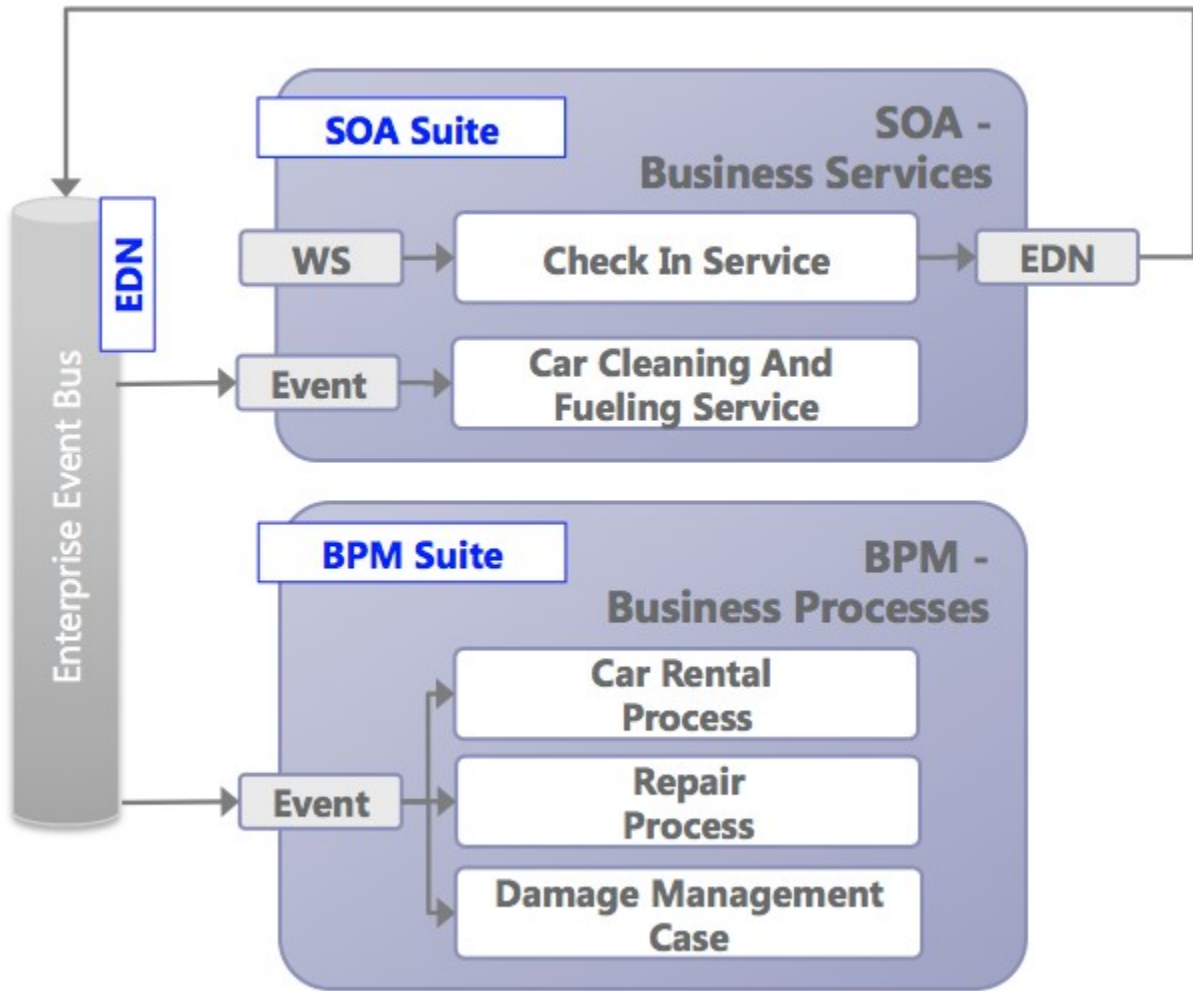 SOA Suite
SOA -
Business Services
EDN
WS
Check In Service
EDN
Event
Car Cleaning And
Fueling Service
Enterprise Event Bus
BPM Suite
BPM -
Business Processes
Car Rental
Process
Event
Repair
Process
Damage Management
Case